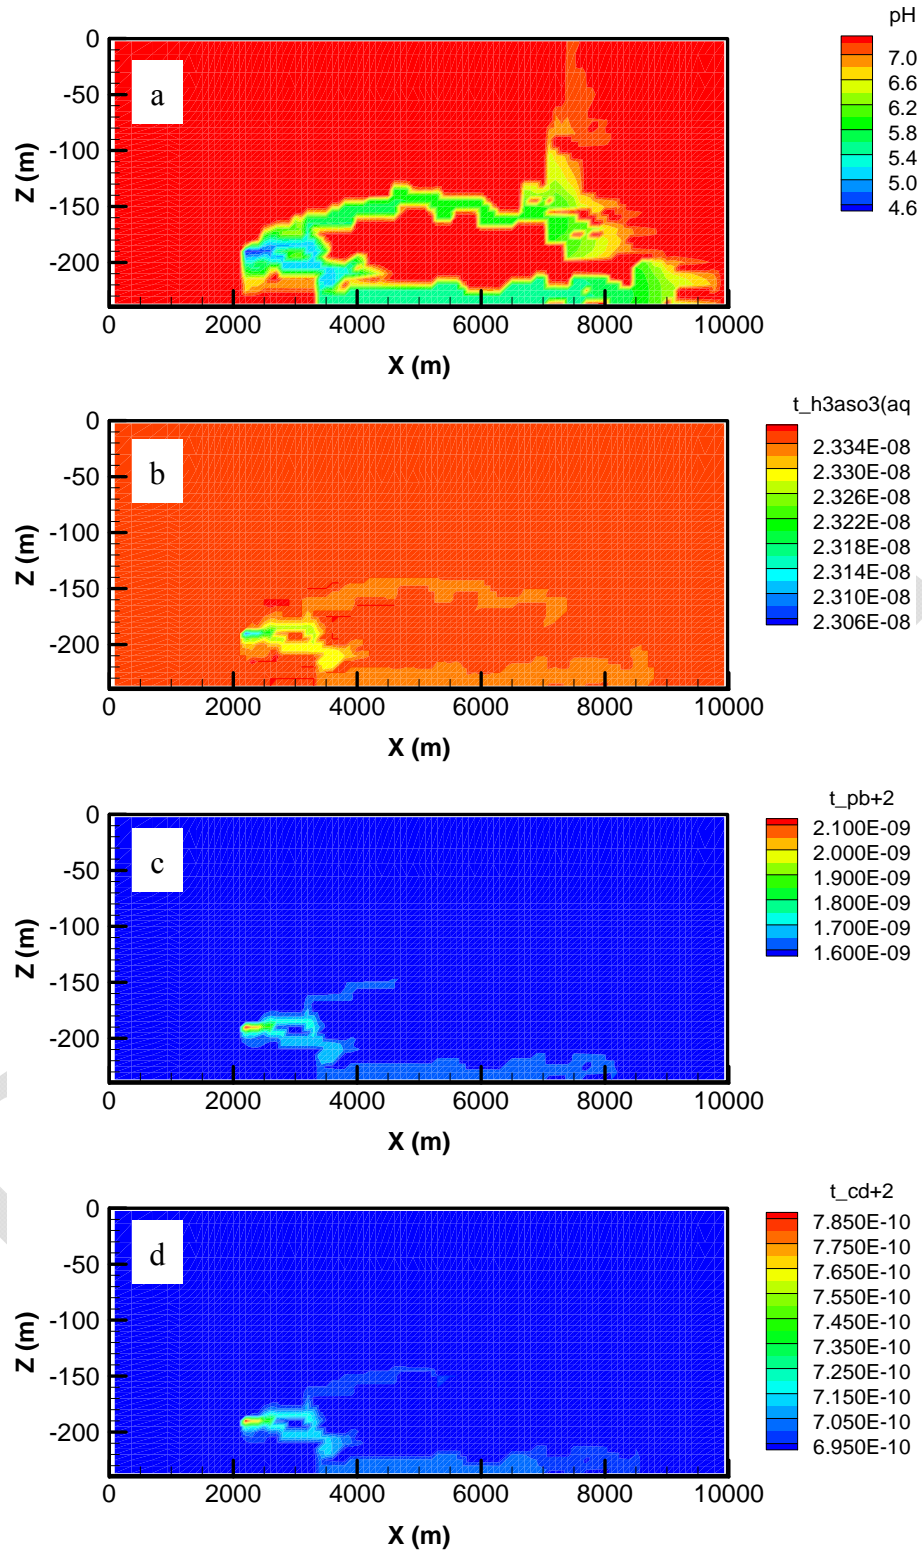 pH
a
0
-50
-100
-150
-200
Z (m)
0 2000 4000 6000 8000 10000
X (m)
7.0
6.6
6.2
5.8
5.4
5.0
4.6
t_h3aso3(aq
b
0
-50
-100
-150
-200
Z (m)
0 2000 4000 6000 8000 10000
X (m)
2.334E-08
2.330E-08
2.326E-08
2.322E-08
2.318E-08
2.314E-08
2.310E-08
2.306E-08
t_pb+2
c
0
-50
-100
-150
-200
Z (m)
0 2000 4000 6000 8000 10000
X (m)
2.100E-09
2.000E-09
1.900E-09
1.800E-09
1.700E-09
1.600E-09
t_cd+2
d
0
-50
-100
-150
-200
Z (m)
0 2000 4000 6000 8000 10000
X (m)
7.850E-10
7.750E-10
7.650E-10
7.550E-10
7.450E-10
7.350E-10
7.250E-10
7.150E-10
7.050E-10
6.950E-10